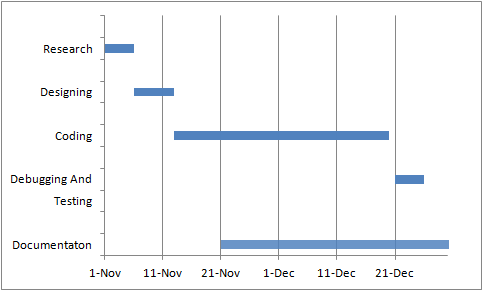 Research
Designing
Coding
Debugging And
Testing
Documentaton
1-Nov 11-Nov 21-Nov 1-Dec 11-Dec 21-Dec